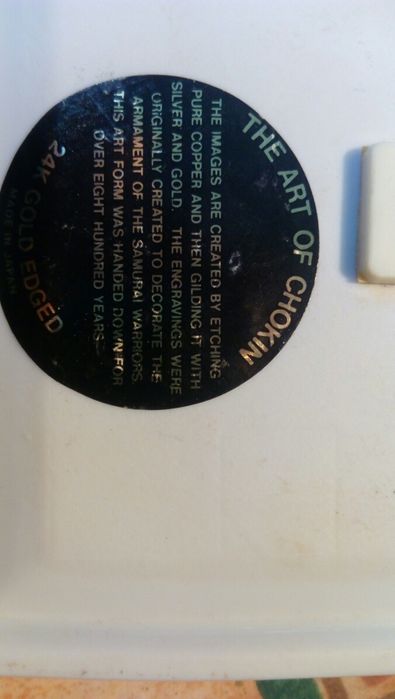 THE ART OF CHOKIN
THE IMAGES ARE CREATED BY ETCHING
PURE COPPER AND THEN GILDING IT WITH
SILVER AND GOLD. THE ENGRAVINGS WERE
ORIGINALLY CREATED TO DECORATE THE
ARMAMENT OF THE SAMURAI WARRIORS.
THIS ART FORM WAS HANDED DOWN FOR
OVER EIGHT HUNDRED YEARS
24K GOLD EDGED
MADE IN JAPAN